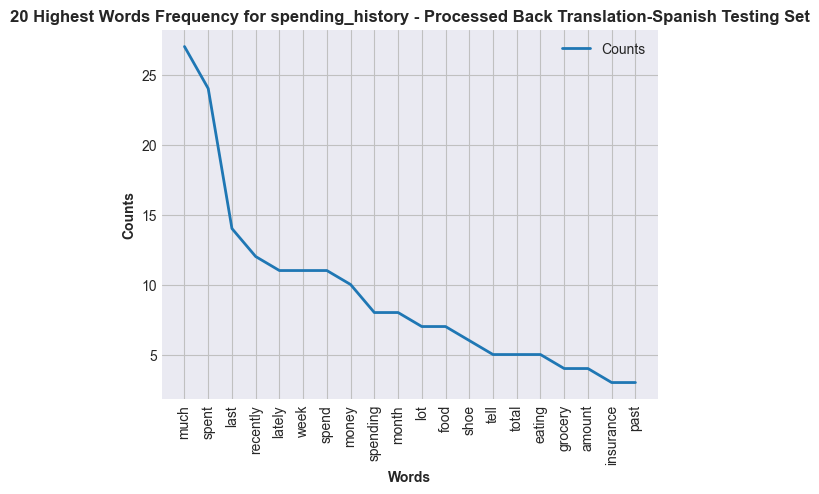 20 Highest Words Frequency for spending_history - Processed Back Translation-Spanish Testing Set
Counts
Counts
25
20
15
10
5
much
spent
last
recently
lately
week
spend
money
spending
month
lot
food
shoe
tell
total
eating
grocery
amount
insurance
past
Words